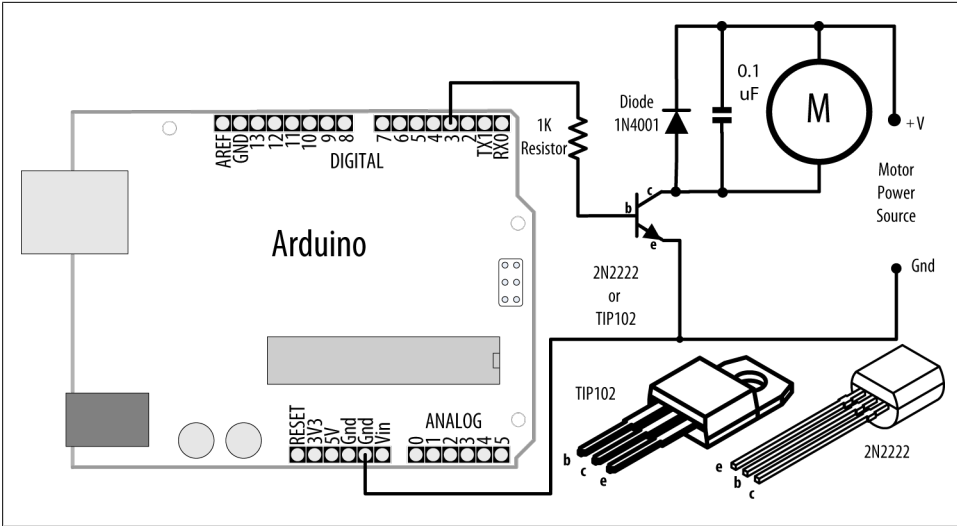 AREF
GND
13
12
11
10
9
8
7
6
5
4
3
2
TX1
RX0
DIGITAL
1K
Resistor
Diode
1N4001
0.1
uF
M
+V
Motor
Power
Source
b
c
e
Gnd
Arduino
2N2222
or
TIP102
RESET
3V3
5V
Gnd
Gnd
Vin
ANALOG
0
1
2
3
4
5
TIP102
b
c
e
2N2222
e
b
c